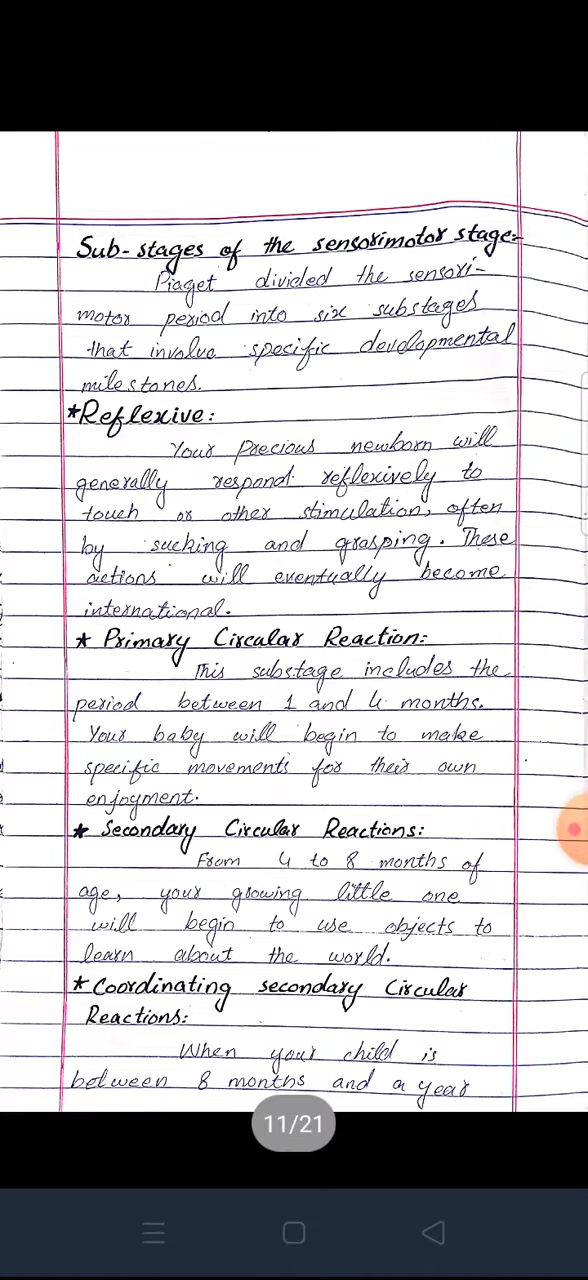 Sub-stages of the sensorimotor stage:-
Piaget divided the sensori-
motor period into six substages
that involve specific developmental
milestones.
*Reflexive:
Your precious newborn will
generally respond reflexively to
touch or other stimulation, often
by sucking and grasping. These
actions will eventually become
international.
* Primary Circular Reaction:
This substage includes the
period between 1 and 4 months.
Your baby will begin to make
specific movements for their own
enjoyment.
* Secondary Circular Reactions:
From 4 to 8 months of
age, your growing little one
will begin to use objects to
learn about the world.
*Coordinating secondary Circular
Reactions:
When your child is
between 8 months and a year
11/21